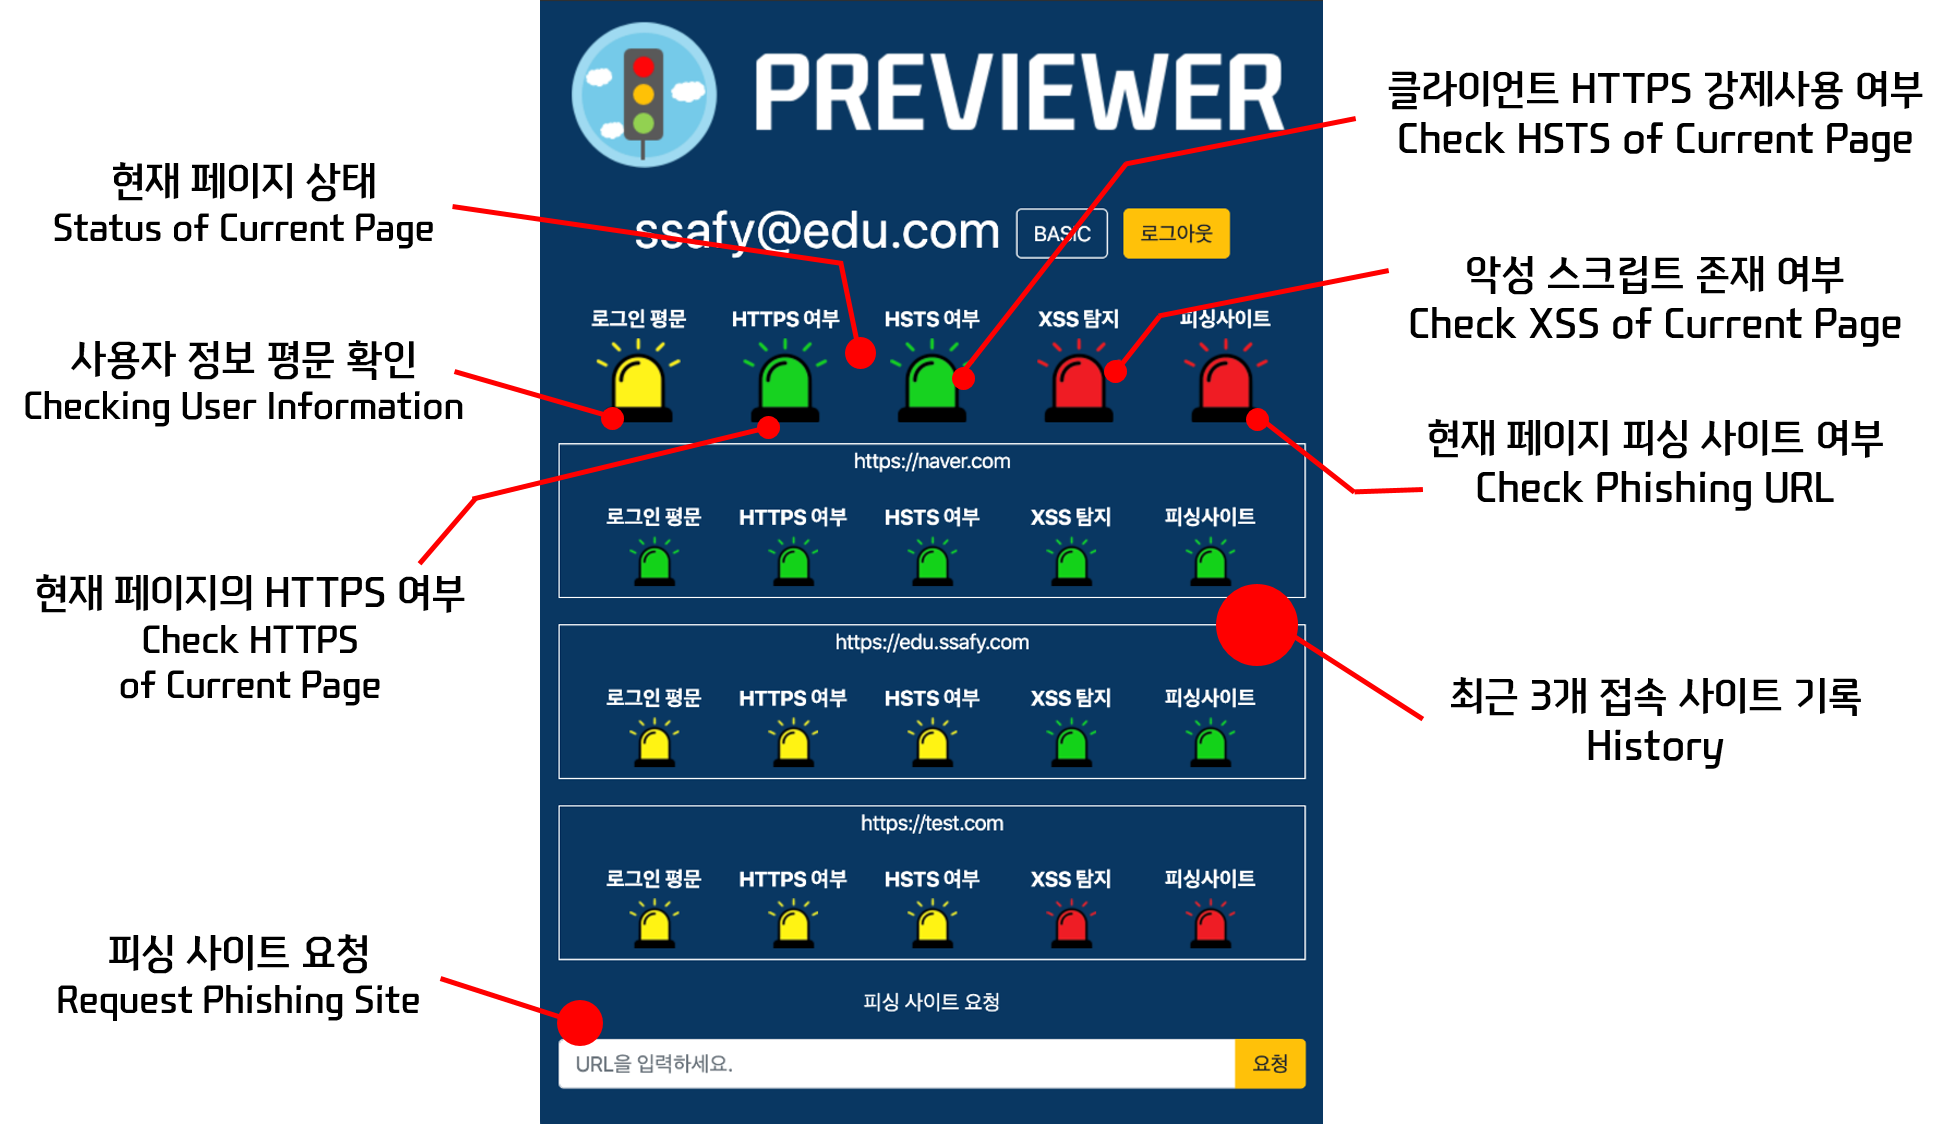 PREVIEWER
ssafy@edu.com BASIC 로그아웃
로그인 평문 HTTPS 여부 HSTS 여부 XSS 탐지 피싱사이트
https://naver.com
로그인 평문 HTTPS 여부 HSTS 여부 XSS 탐지 피싱사이트
https://edu.ssafy.com
로그인 평문 HTTPS 여부 HSTS 여부 XSS 탐지 피싱사이트
https://test.com
로그인 평문 HTTPS 여부 HSTS 여부 XSS 탐지 피싱사이트
피싱 사이트 요청
URL을 입력하세요. 요청
현재 페이지 상태
Status of Current Page
사용자 정보 평문 확인
Checking User Information
현재 페이지의 HTTPS 여부
Check HTTPS
of Current Page
피싱 사이트 요청
Request Phishing Site
클라이언트 HTTPS 강제사용 여부
Check HSTS of Current Page
악성 스크립트 존재 여부
Check XSS of Current Page
현재 페이지 피싱 사이트 여부
Check Phishing URL
최근 3개 접속 사이트 기록
History